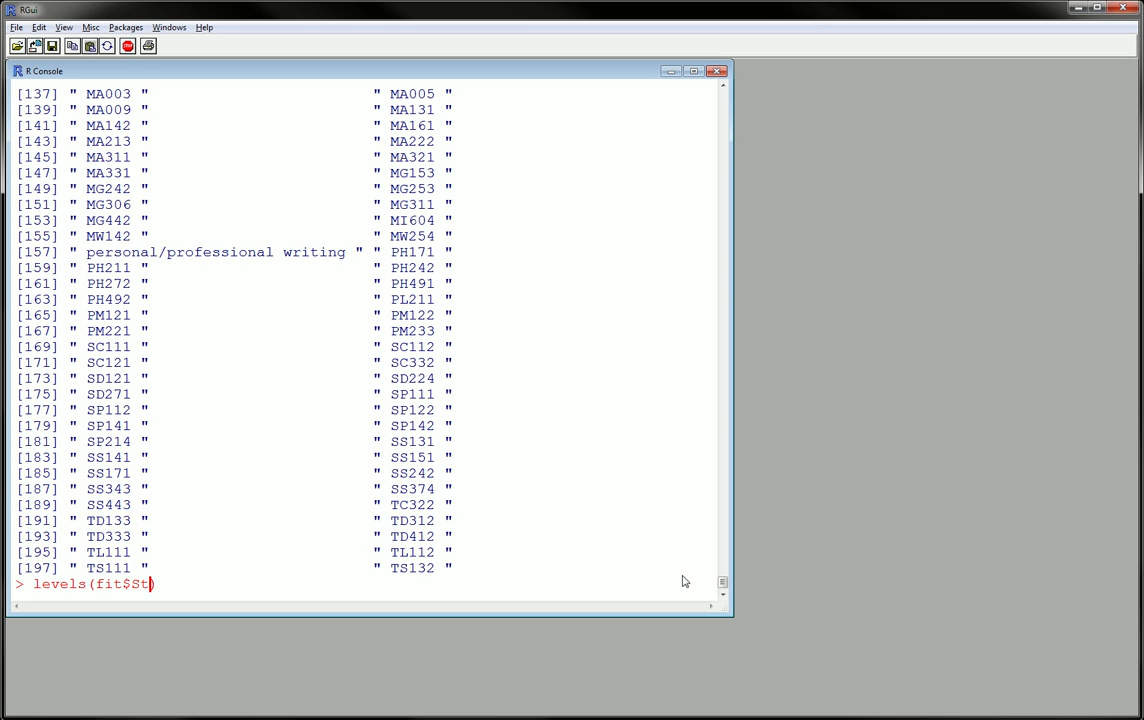 RGui
File Edit View Misc Packages Windows Help
STOP
R Console
[137] " MA003 " " MA005 "
[139] " MA009 " " MA131 "
[141] " MA142 " " MA161 "
[143] " MA213 " " MA222 "
[145] " MA311 " " MA321 "
[147] " MA331 " " MG153 "
[149] " MG242 " " MG253 "
[151] " MG306 " " MG311 "
[153] " MG442 " " MI604 "
[155] " MW142 " " MW254 "
[157] " personal/professional writing " " PH171 "
[159] " PH211 " " PH242 "
[161] " PH272 " " PH491 "
[163] " PH492 " " PL211 "
[165] " PM121 " " PM122 "
[167] " PM221 " " PM233 "
[169] " SC111 " " SC112 "
[171] " SC121 " " SC332 "
[173] " SD121 " " SD224 "
[175] " SD271 " " SP111 "
[177] " SP112 " " SP122 "
[179] " SP141 " " SP142 "
[181] " SP214 " " SS131 "
[183] " SS141 " " SS151 "
[185] " SS171 " " SS242 "
[187] " SS343 " " SS374 "
[189] " SS443 " " TC322 "
[191] " TD133 " " TD312 "
[193] " TD333 " " TD412 "
[195] " TL111 " " TL112 "
[197] " TS111 " " TS132 "
> levels(fit$St)